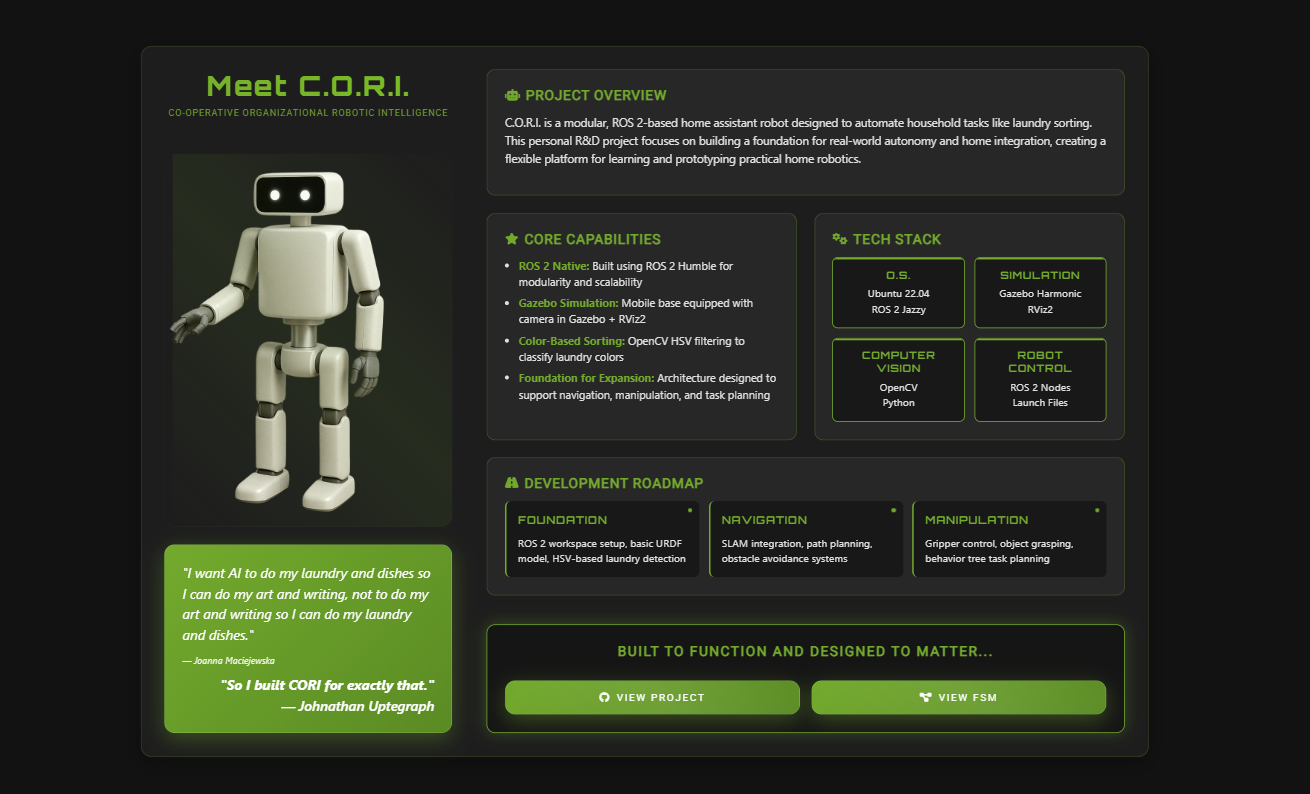 Meet C.O.R.I.
CO-OPERATIVE ORGANIZATIONAL ROBOTIC INTELLIGENCE
"I want AI to do my laundry and dishes so
I can do my art and writing, not to do my
art and writing so I can do my laundry
and dishes."
— Joanna Maciejewska
"So I built CORI for exactly that."
— Johnathan Uptegraph
PROJECT OVERVIEW
C.O.R.I. is a modular, ROS 2-based home assistant robot designed to automate household tasks like laundry sorting.
This personal R&D project focuses on building a foundation for real-world autonomy and home integration, creating a
flexible platform for learning and prototyping practical home robotics.
CORE CAPABILITIES
• ROS 2 Native: Built using ROS 2 Humble for
modularity and scalability
• Gazebo Simulation: Mobile base equipped with
camera in Gazebo + RViz2
• Color-Based Sorting: OpenCV HSV filtering to
classify laundry colors
• Foundation for Expansion: Architecture designed to
support navigation, manipulation, and task planning
TECH STACK
O.S.
Ubuntu 22.04
ROS 2 Jazzy
SIMULATION
Gazebo Harmonic
RViz2
COMPUTER
VISION
OpenCV
Python
ROBOT
CONTROL
ROS 2 Nodes
Launch Files
DEVELOPMENT ROADMAP
FOUNDATION
ROS 2 workspace setup, basic URDF
model, HSV-based laundry detection
NAVIGATION
SLAM integration, path planning,
obstacle avoidance systems
MANIPULATION
Gripper control, object grasping,
behavior tree task planning
BUILT TO FUNCTION AND DESIGNED TO MATTER...
VIEW PROJECT
VIEW FSM